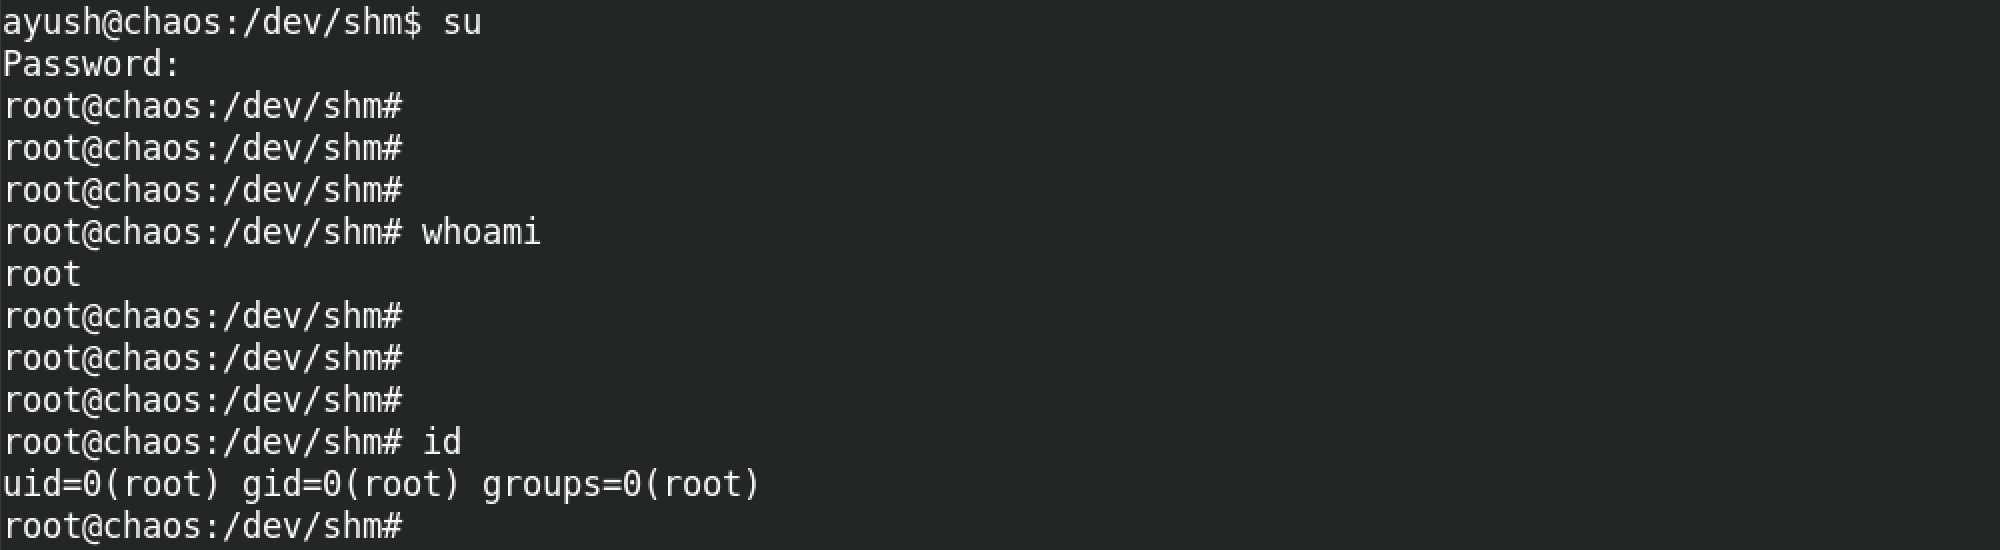 ayush@chaos:/dev/shm$ su
Password:
root@chaos:/dev/shm#
root@chaos:/dev/shm#
root@chaos:/dev/shm#
root@chaos:/dev/shm# whoami
root
root@chaos:/dev/shm#
root@chaos:/dev/shm#
root@chaos:/dev/shm#
root@chaos:/dev/shm# id
uid=0(root) gid=0(root) groups=0(root)
root@chaos:/dev/shm#